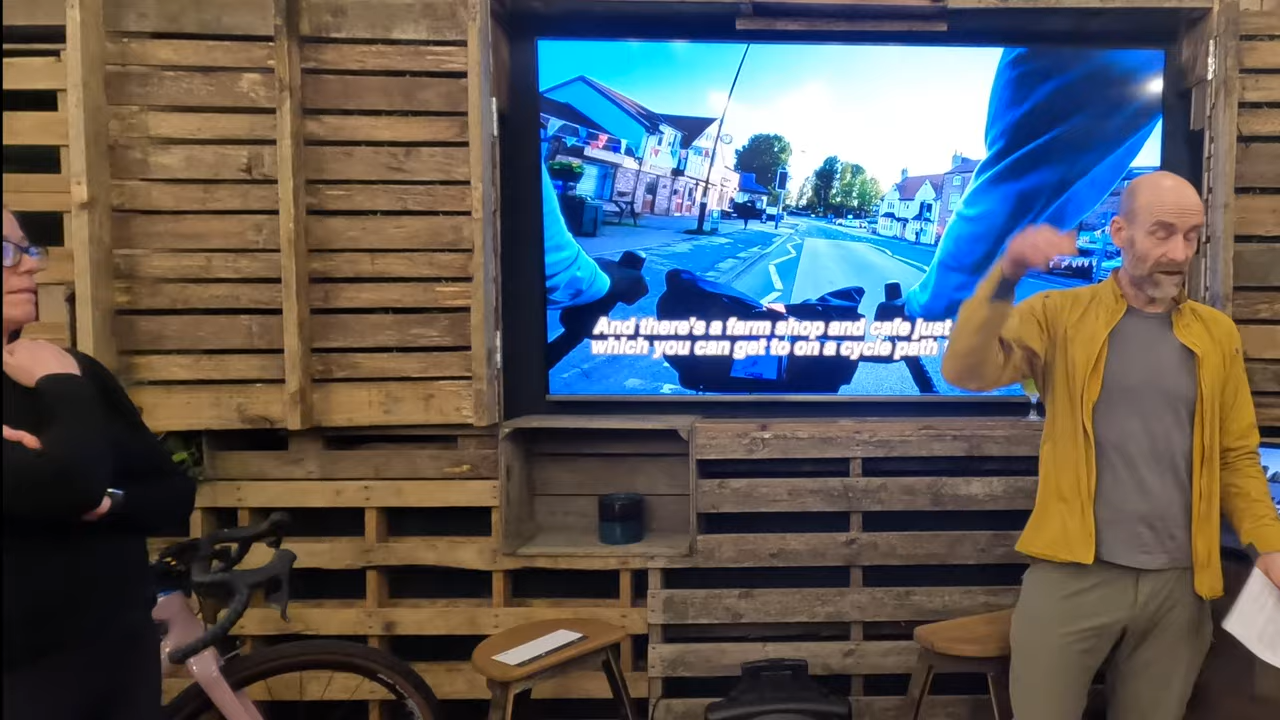 And there's a farm shop and cafe just
which you can get to on a cycle path